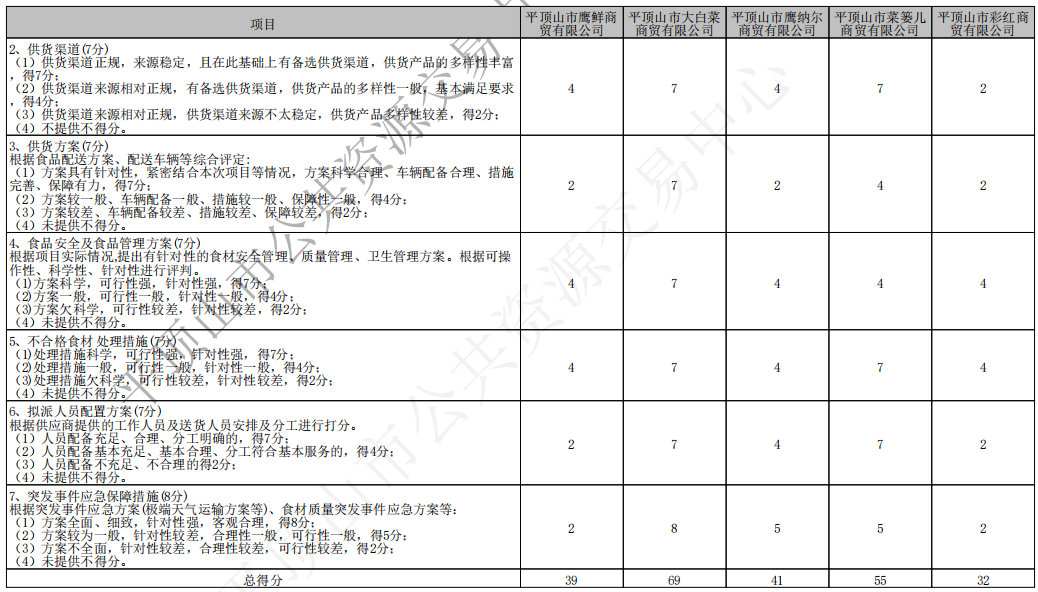 项目
平顶山市鹰鲜商
贸有限公司
平顶山市大白菜
商贸有限公司
平顶山市鹰纳尔
商贸有限公司
平顶山市菜篓儿
商贸有限公司
平顶山市彩红商
贸有限公司
2、供货渠道(7分)
（1）供货渠道正规，来源稳定，且在此基础上有备选供货渠道，供货产品的多样性丰富
，得7分；
（2）供货渠道来源相对正规，有备选供货渠道，供货产品的多样性一般，基本满足要求
，得4分；
（3）供货渠道来源相对正规，供货渠道来源不太稳定，供货产品多样性较差，得2分；
（4）不提供不得分。
4
7
4
7
2
3、供货方案(7分)
根据食品配送方案、配送车辆等综合评定:
（1）方案具有针对性，紧密结合本次项目等情况，方案科学合理、车辆配备合理、措施
完善、保障有力，得7分；
（2）方案较一般、车辆配备一般、措施较一般、保障性一般，得4分；
（3）方案较差、车辆配备较差、措施较差、保障较差，得2分；
（4）未提供不得分。
2
7
2
4
2
4、食品安全及食品管理方案(7分)
根据项目实际情况,提出有针对性的食材安全管理、质量管理、卫生管理方案。根据可操
作性、科学性、针对性进行评判。
(1)方案科学，可行性强，针对性强，得7分；
(2)方案一般，可行性一般，针对性一般，得4分；
(3)方案欠科学，可行性较差，针对性较差，得2分；
（4）未提供不得分。
4
7
4
4
4
5、不合格食材 处理措施(7分)
(1)处理措施科学，可行性强，针对性强，得7分；
(2)处理措施一般，可行性一般，针对性一般，得4分；
(3)处理措施欠科学，可行性较差，针对性较差，得2分；
（4）未提供不得分。
4
7
4
7
4
6、拟派人员配置方案(7分)
根据供应商提供的工作人员及送货人员安排及分工进行打分。
（1）人员配备充足、合理、分工明确的，得7分；
（2）人员配备基本充足、基本合理、分工符合基本服务的，得4分；
（3）人员配备不充足、不合理的得2分；
（4）未提供不得分。
2
7
4
7
2
7、突发事件应急保障措施(8分)
根据突发事件应急方案(极端天气运输方案等)、食材质量突发事件应急方案等:
（1）方案全面、细致，针对性强，客观合理，得8分；
（2）方案较为一般，针对性较差，合理性一般，可行性一般，得5分；
（3）方案不全面，针对性较差，合理性较差，可行性较差，得2分；
（4）未提供不得分。
2
8
5
5
2
总得分
39
69
41
55
32
平顶山市公共资源交易中心
平顶山市公共资源交易中心